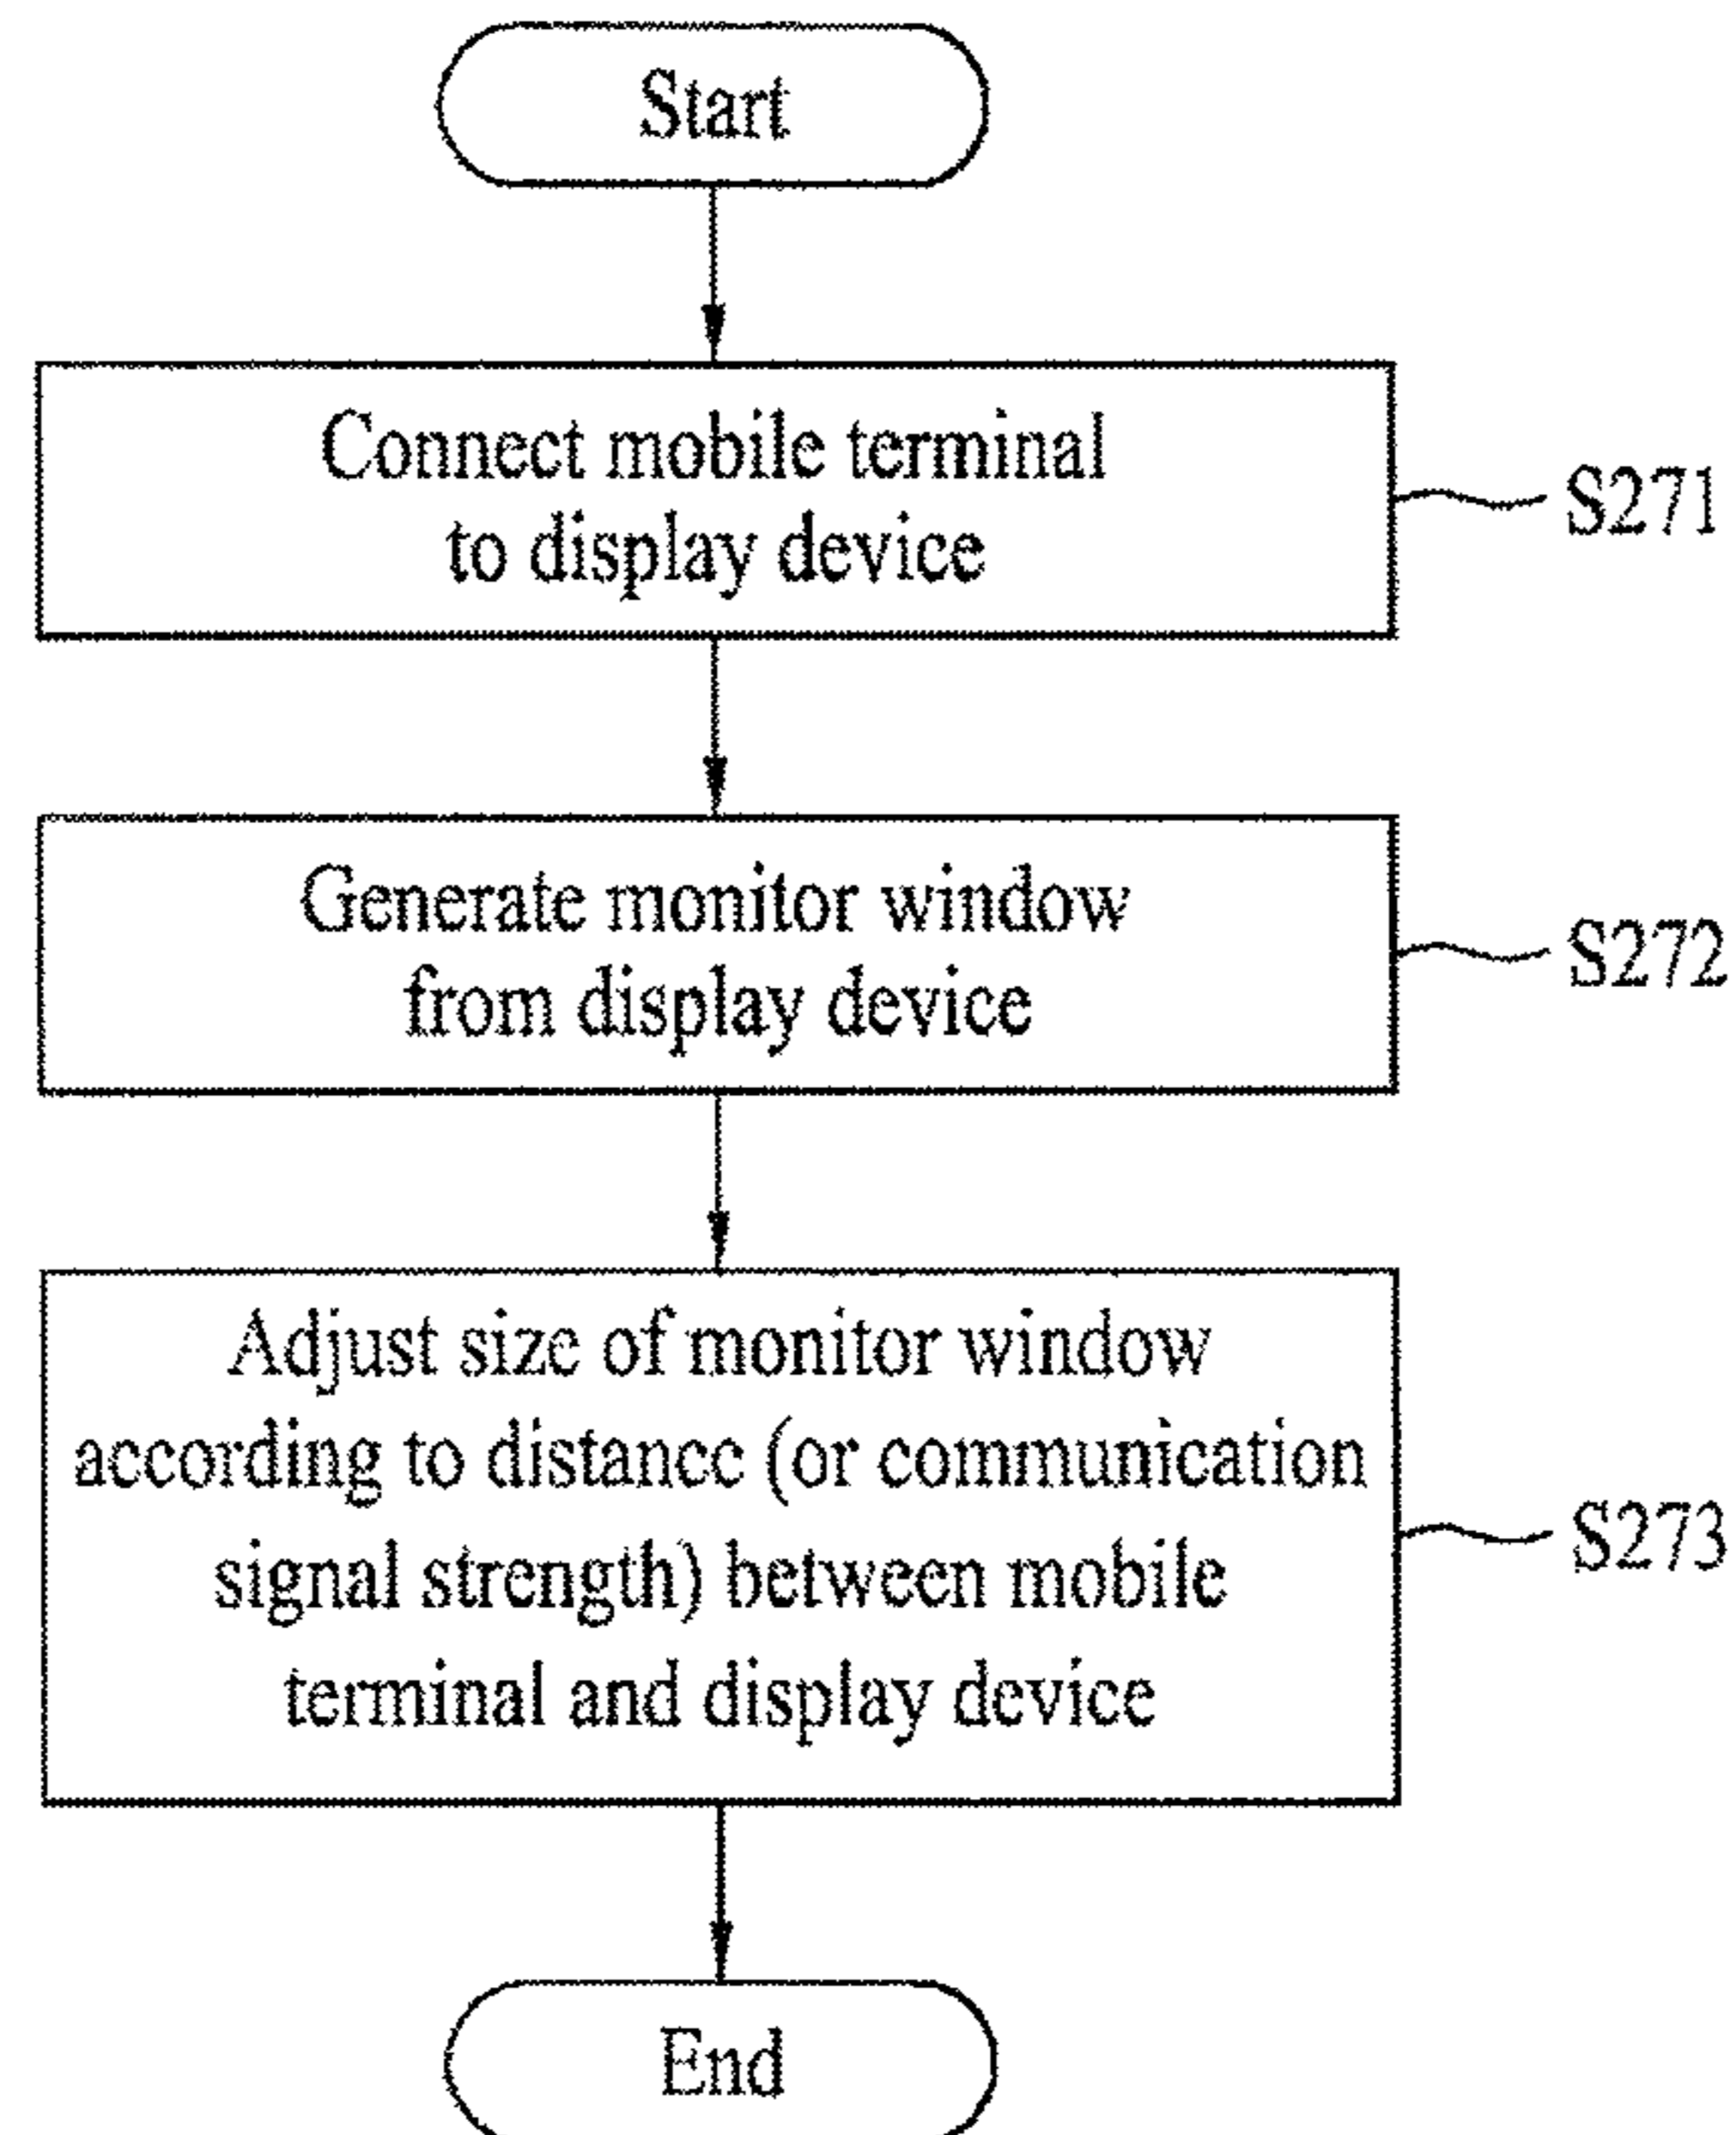 Start
Connect mobile terminal
to display device
S271
Generate monitor window
from display device
S272
Adjust size of monitor window
according to distance (or communication
signal strength) between mobile
terminal and display device
S273
End